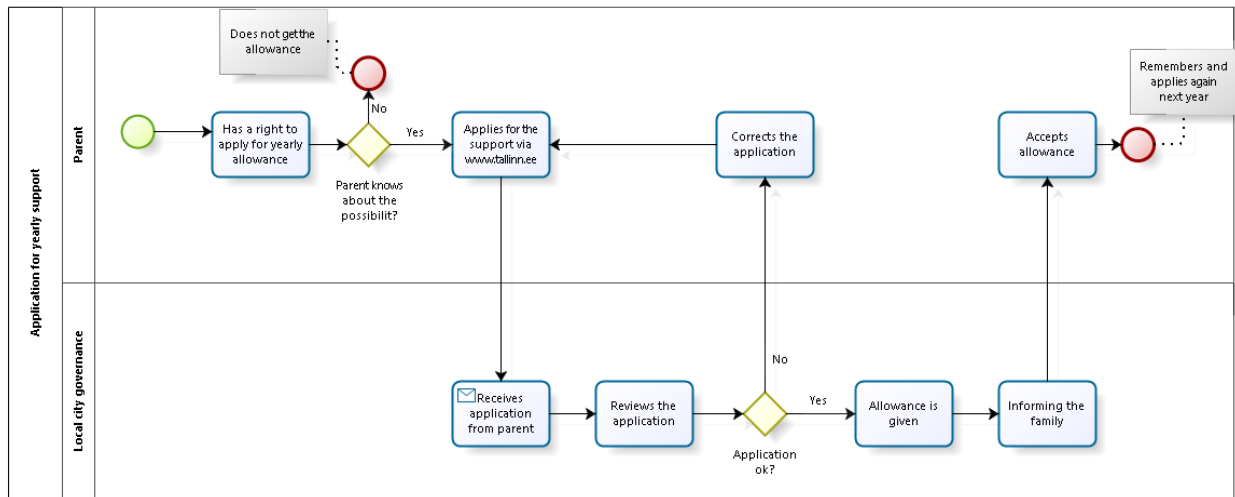 Application for yearly support
Parent
Does not get the
allowance
No
Has a right to
apply for yearly
allowance
Yes
Parent knows
about the
possibilit?
Applies for the
support via
wwww.tallinn.ee
Corrects the
application
Accepts
allowance
Remembers and
applies again
next year
Local city governance
Receives
application
from parent
Reviews the
application
No
Yes
Application
ok?
Allowance is
given
Informing the
family